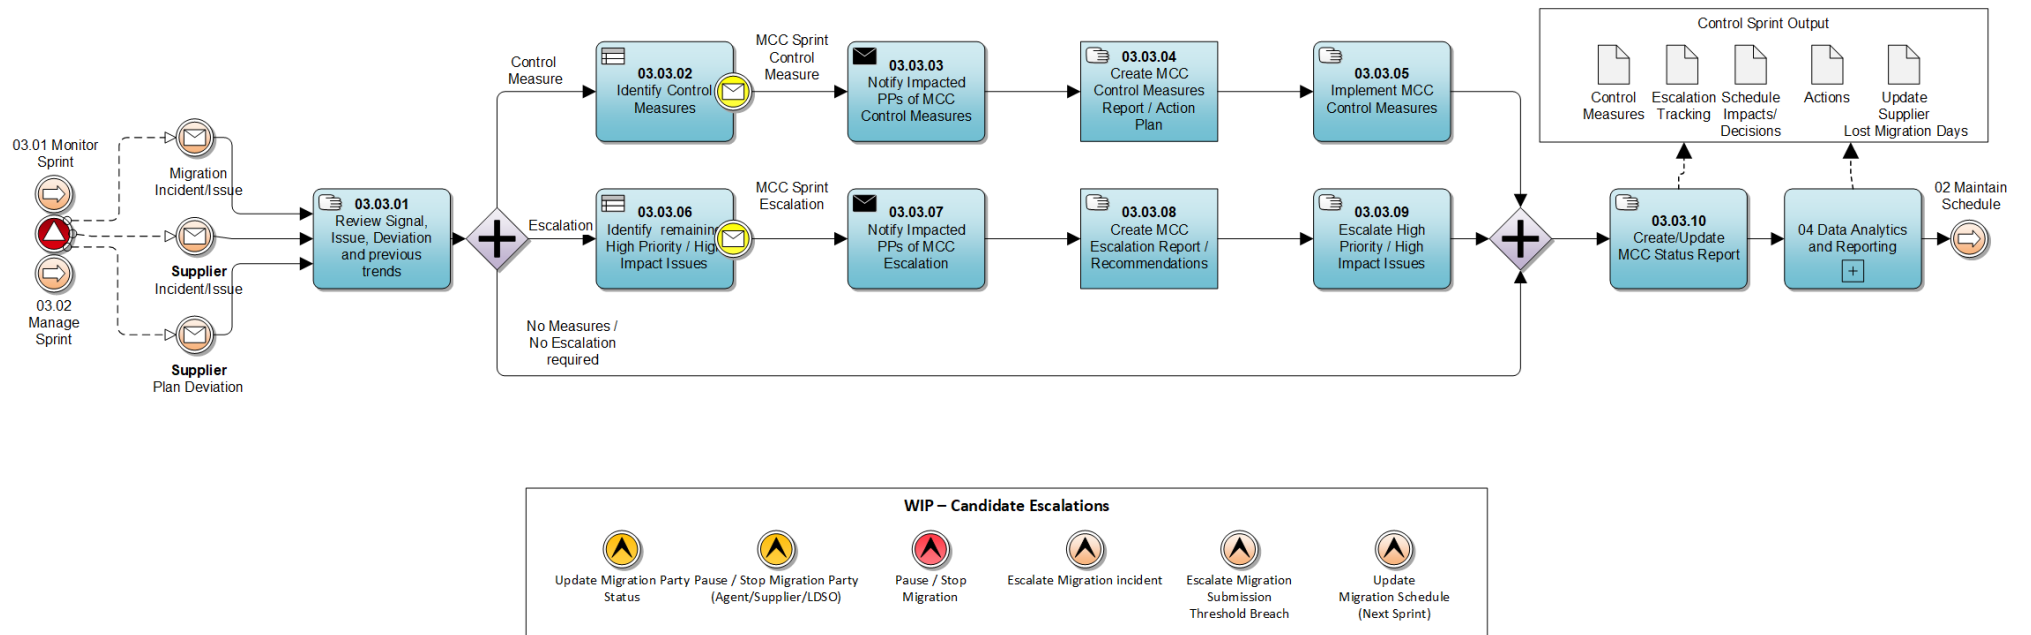 03.01 Monitor
Sprint
03.02
Manage
Sprint
Migration
Incident/Issue
Supplier
Incident/Issue
Supplier
Plan Deviation
03.03.01
Review Signal,
Issue, Deviation
and previous
trends
Control
Measure
Escalation
No Measures /
No Escalation
required
03.03.02
Identify Control
Measures
MCC Sprint
Control
Measure
03.03.03
Notify Impacted
PPs of MCC
Control Measures
03.03.04
Create MCC
Control Measures
Report / Action
Plan
03.03.05
Implement MCC
Control Measures
03.03.06
Identify remaining
High Priority / High
Impact Issues
MCC Sprint
Escalation
03.03.07
Notify Impacted
PPs of MCC
Escalation
03.03.08
Create MCC
Escalation Report /
Recommendations
03.03.09
Escalate High
Priority / High
Impact Issues
03.03.10
Create/Update
MCC Status Report
04 Data Analytics
and Reporting
02 Maintain
Schedule
Control Sprint Output
Control
Measures
Escalation
Tracking
Schedule
Impacts/
Decisions
Actions
Update
Supplier
Lost Migration Days
WIP – Candidate Escalations
Update Migration Party
Status
Pause / Stop Migration Party
(Agent/Supplier/LDSO)
Pause / Stop
Migration
Escalate Migration incident
Escalate Migration
Submission
Threshold Breach
Update
Migration Schedule
(Next Sprint)